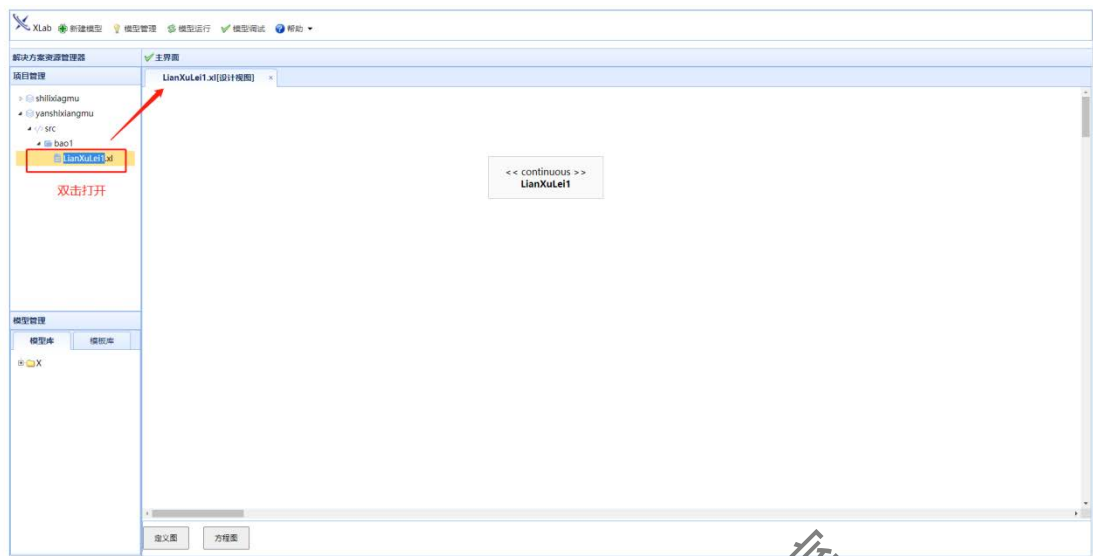 XLab 新建模型 模型管理 模型运行 模型调试 帮助
解决方案资源管理器
主界面
项目管理
LianXuLei1.xl[设计视图] ×
shilixiagmu
yanshixiangmu
src
bao1
LianXuLei1.xl
双击打开
<< continuous >>
LianXuLei1
模型管理
模型库 模板库
X
定义图 方程图